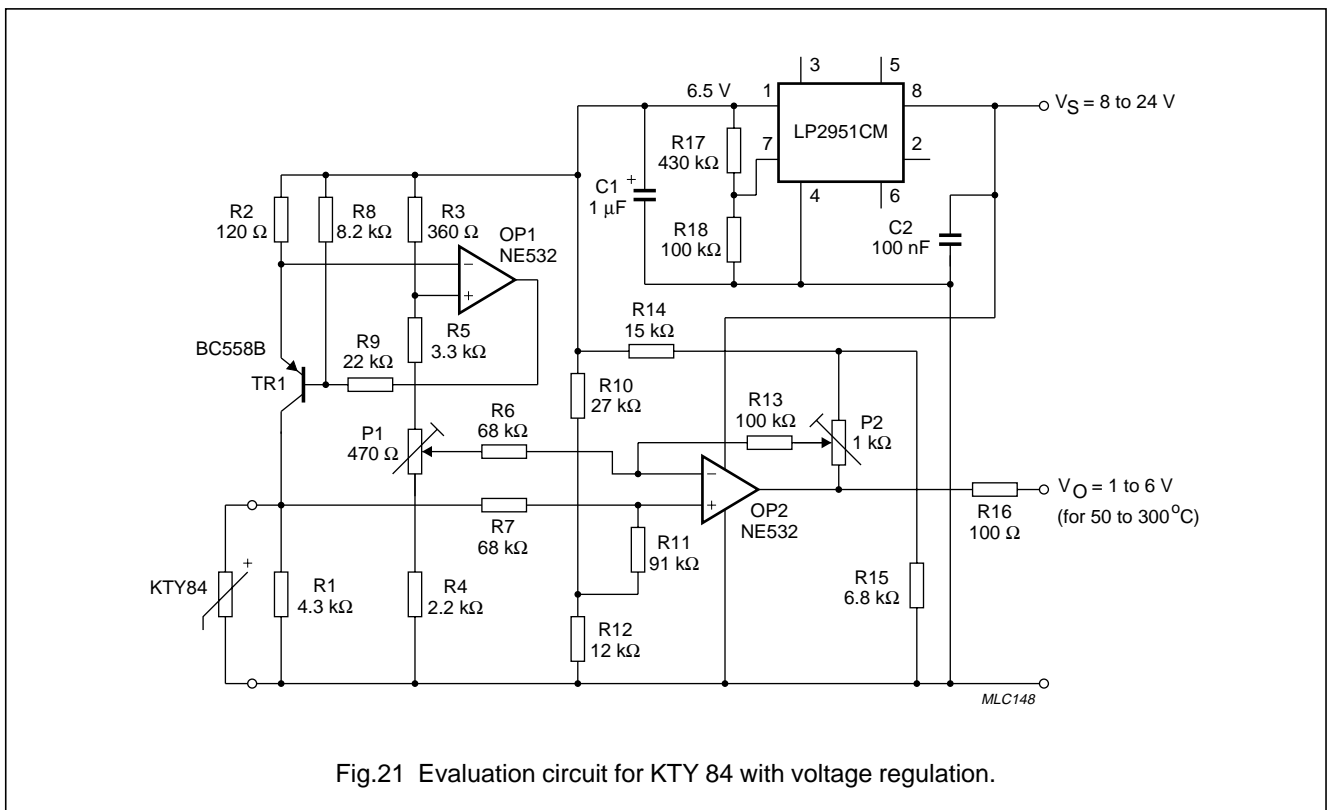 6.5 V
1
3
5
8
LP2951CM
7
2
4
6
VS = 8 to 24 V
R17
430 kΩ
C1
+
1 µF
R18
100 kΩ
C2
100 nF
R2
120 Ω
R8
8.2 kΩ
R3
360 Ω
OP1
NE532
−
+
R5
3.3 kΩ
BC558B
TR1
R9
22 kΩ
R14
15 kΩ
R10
27 kΩ
P1
470 Ω
R6
68 kΩ
R13
100 kΩ
P2
1 kΩ
−
+
OP2
NE532
R7
68 kΩ
R11
91 kΩ
R16
100 Ω
VO = 1 to 6 V
(for 50 to 300 °C)
KTY84
+
R1
4.3 kΩ
R4
2.2 kΩ
R12
12 kΩ
R15
6.8 kΩ
MLC148
Fig.21 Evaluation circuit for KTY 84 with voltage regulation.